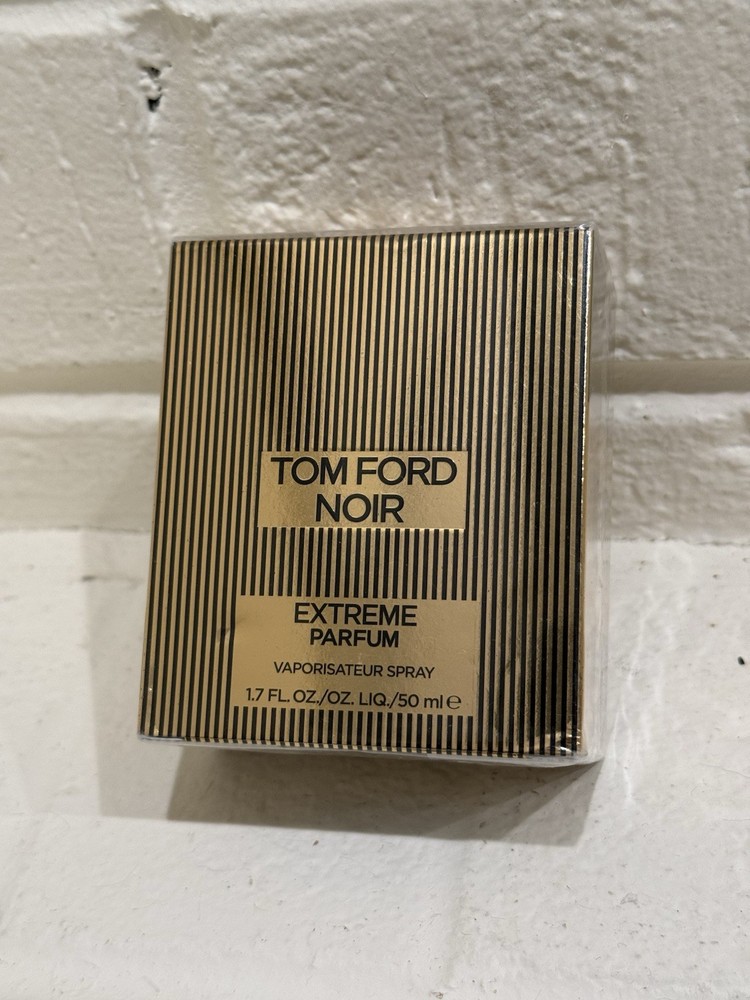 TOM FORD
NOIR
EXTREME
PARFUM
VAPORISATEUR SPRAY
1.7 FL. OZ./OZ. LIQ./50 ml ℮